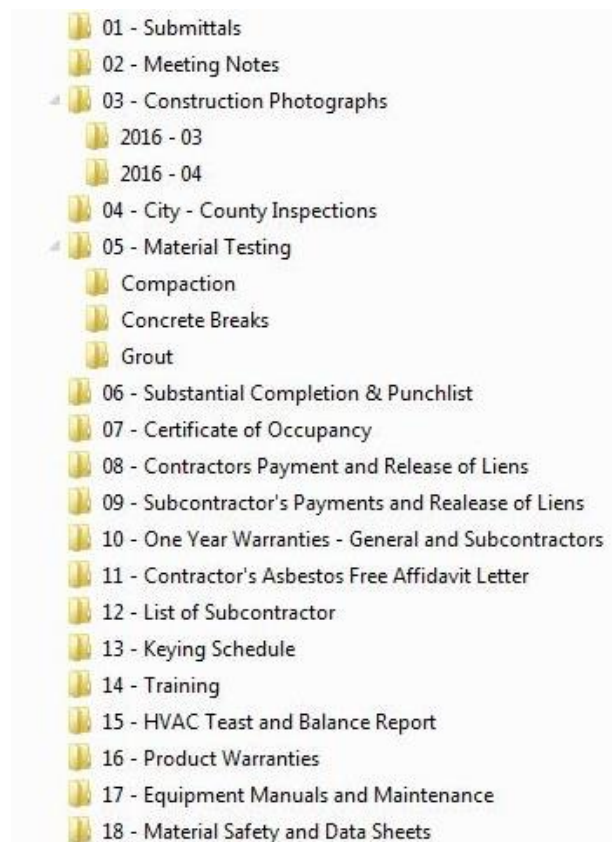 01 - Submittals
02 - Meeting Notes
03 - Construction Photographs
2016 - 03
2016 - 04
04 - City - County Inspections
05 - Material Testing
Compaction
Concrete Breaks
Grout
06 - Substantial Completion & Punchlist
07 - Certificate of Occupancy
08 - Contractors Payment and Release of Liens
09 - Subcontractor's Payments and Realease of Liens
10 - One Year Warranties - General and Subcontractors
11 - Contractor's Asbestos Free Affidavit Letter
12 - List of Subcontractor
13 - Keying Schedule
14 - Training
15 - HVAC Teast and Balance Report
16 - Product Warranties
17 - Equipment Manuals and Maintenance
18 - Material Safety and Data Sheets